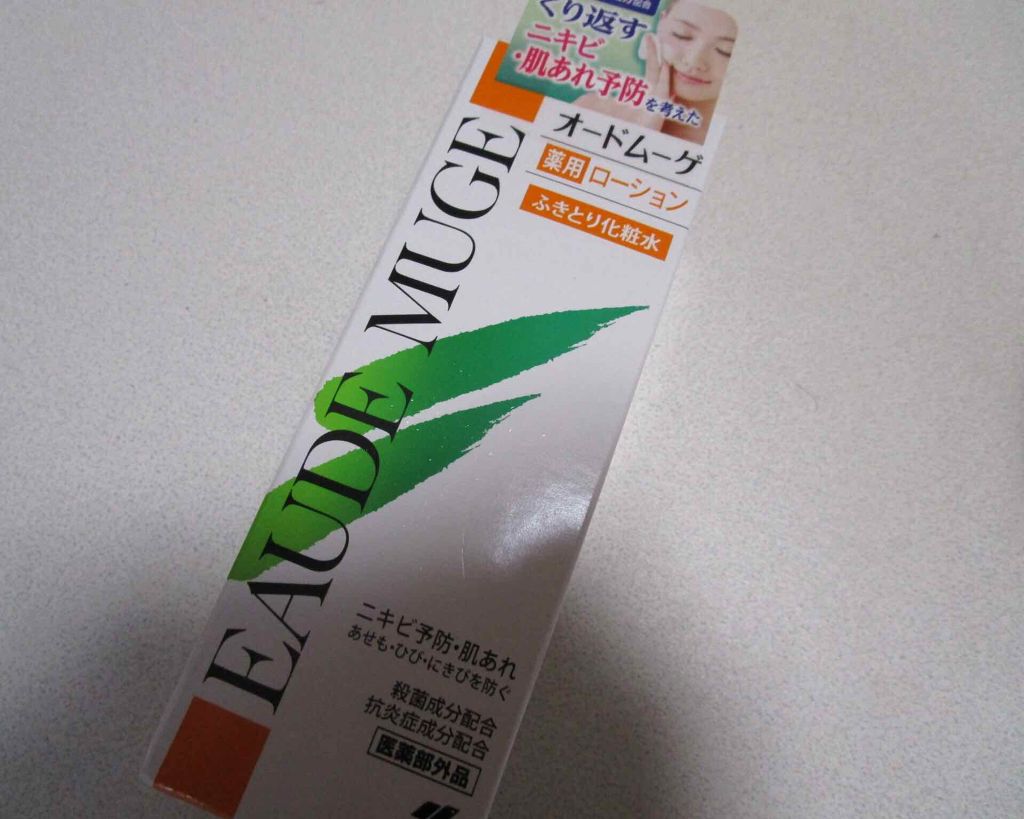 くり返す
ニキビ
・肌あれ予防を考えた
オードムーゲ
薬用ローション
ふきとり化粧水
EAUDE MUGE
ニキビ予防・肌あれ
あせも・ひび・にきびを防ぐ
殺菌成分配合
抗炎症成分配合
医薬部外品